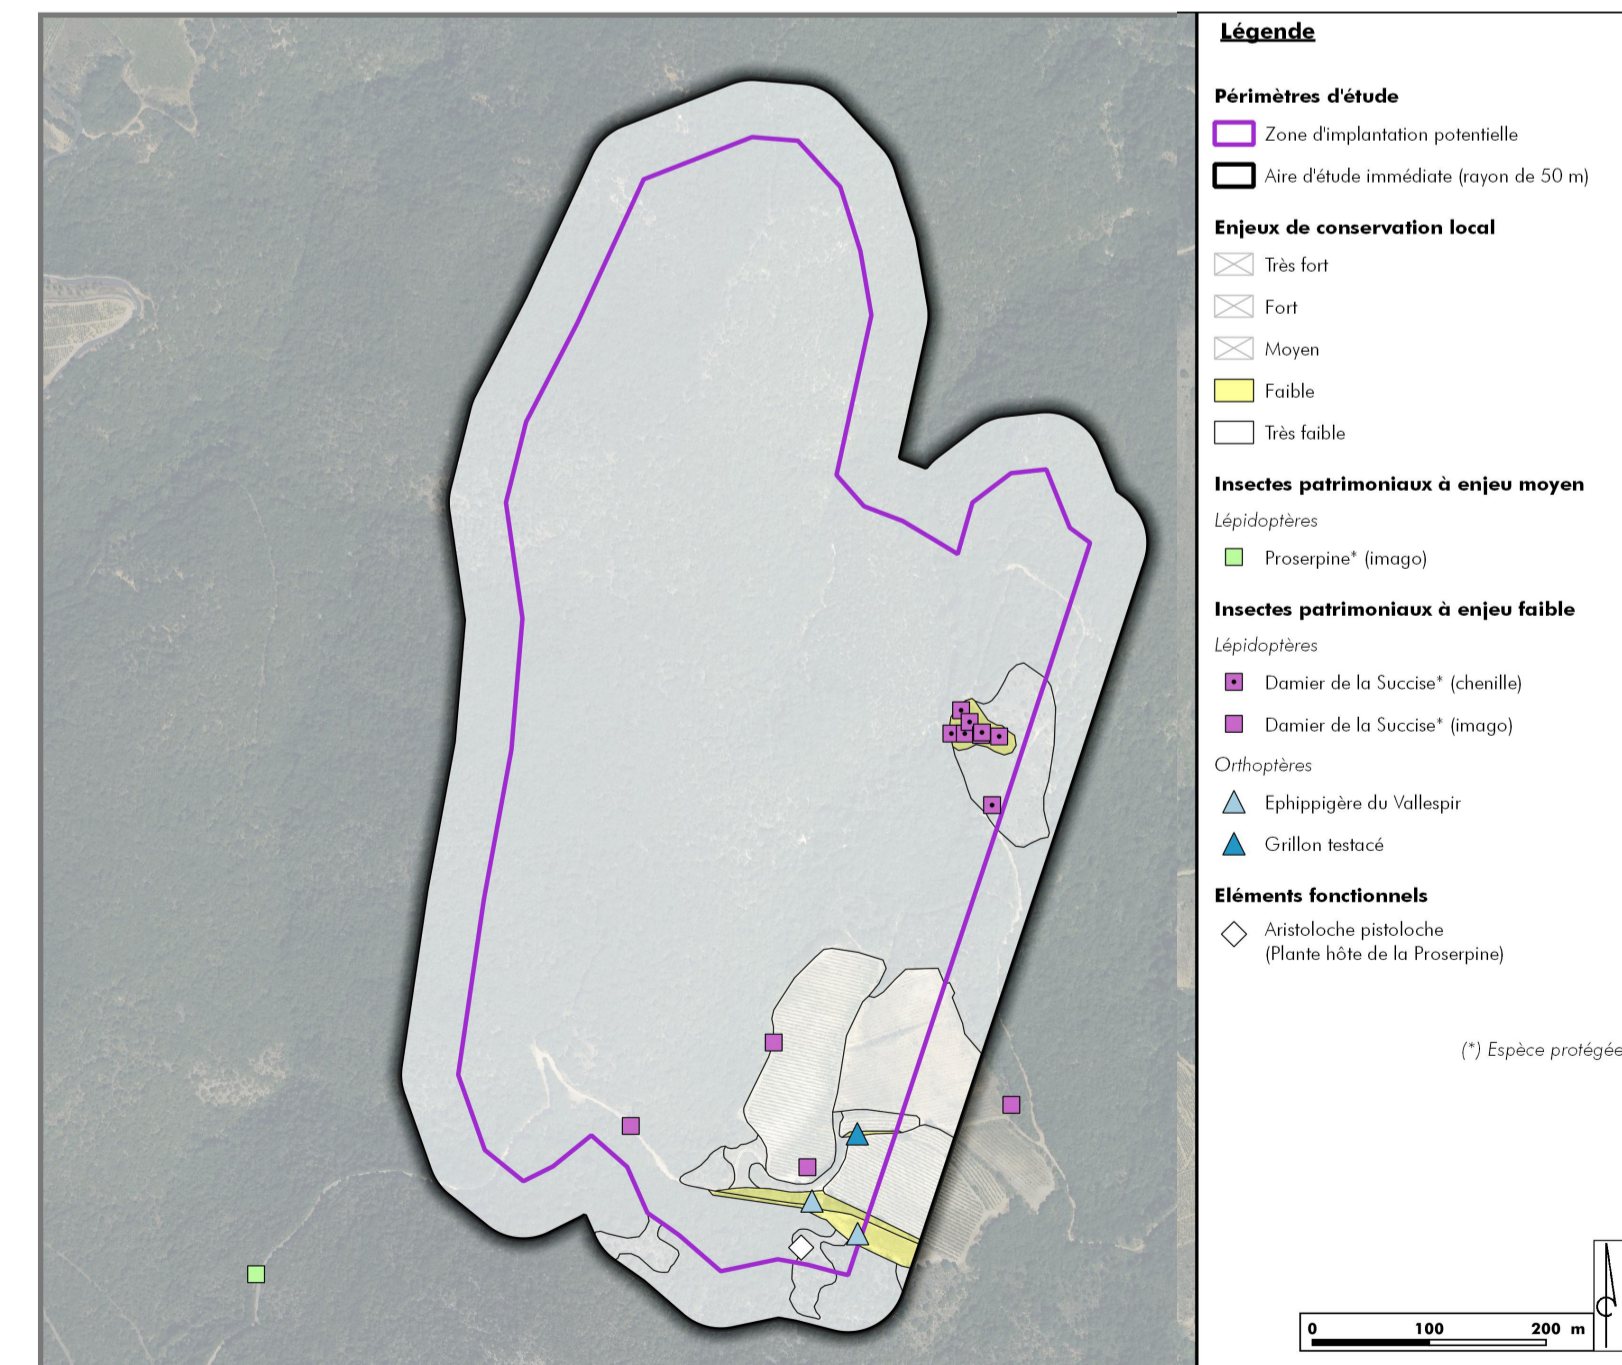 Légende
Périmètres d'étude
Zone d'implantation potentielle
Aire d'étude immédiate (rayon de 50 m)
Enjeux de conservation local
Très fort
Fort
Moyen
Faible
Très faible
Insectes patrimoniaux à enjeu moyen
Lépidoptères
Proserpine* (imago)
Insectes patrimoniaux à enjeu faible
Lépidoptères
Damier de la Succise* (chenille)
Damier de la Succise* (imago)
Orthoptères
Ephippigère du Vallespir
Grillon testacé
Eléments fonctionnels
Aristoloche pistoloche
(Plante hôte de la Proserpine)
(*) Espèce protégée
0 100 200 m